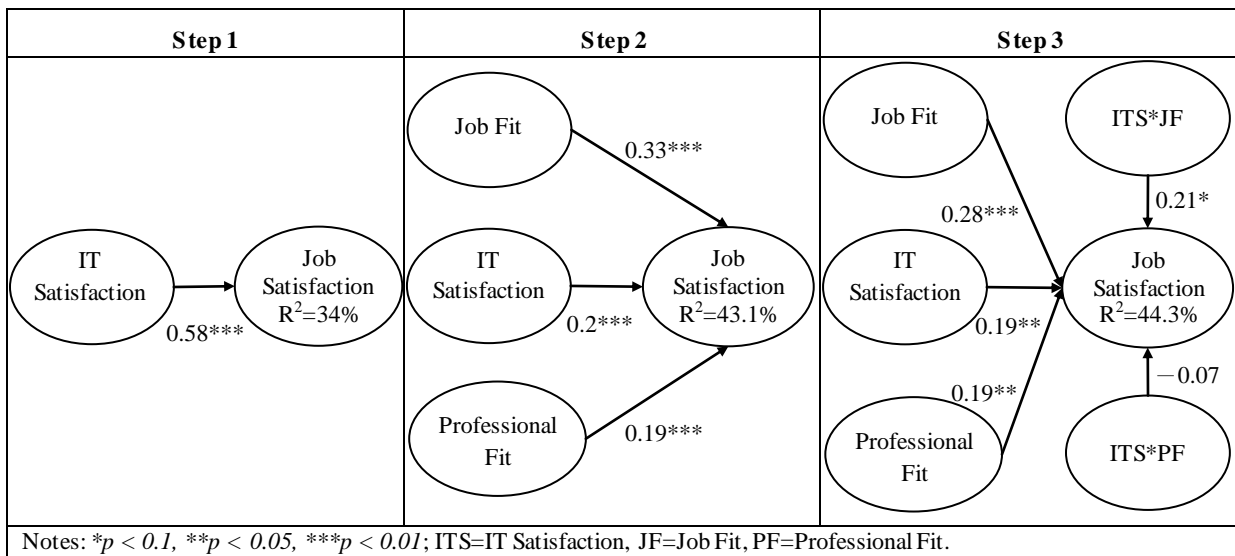 Step 1
Step 2
Step 3
IT
Satisfaction
0.58***
Job
Satisfaction
R²=34%
Job Fit
0.33***
IT
Satisfaction
0.2***
Job
Satisfaction
R²=43.1%
Professional
Fit
0.19***
Job Fit
ITS*JF
0.28***
0.21*
IT
Satisfaction
0.19**
Job
Satisfaction
R²=44.3%
0.19**
−0.07
Professional
Fit
ITS*PF
Notes: *p < 0.1, **p < 0.05, ***p < 0.01; ITS=IT Satisfaction, JF=Job Fit, PF=Professional Fit.